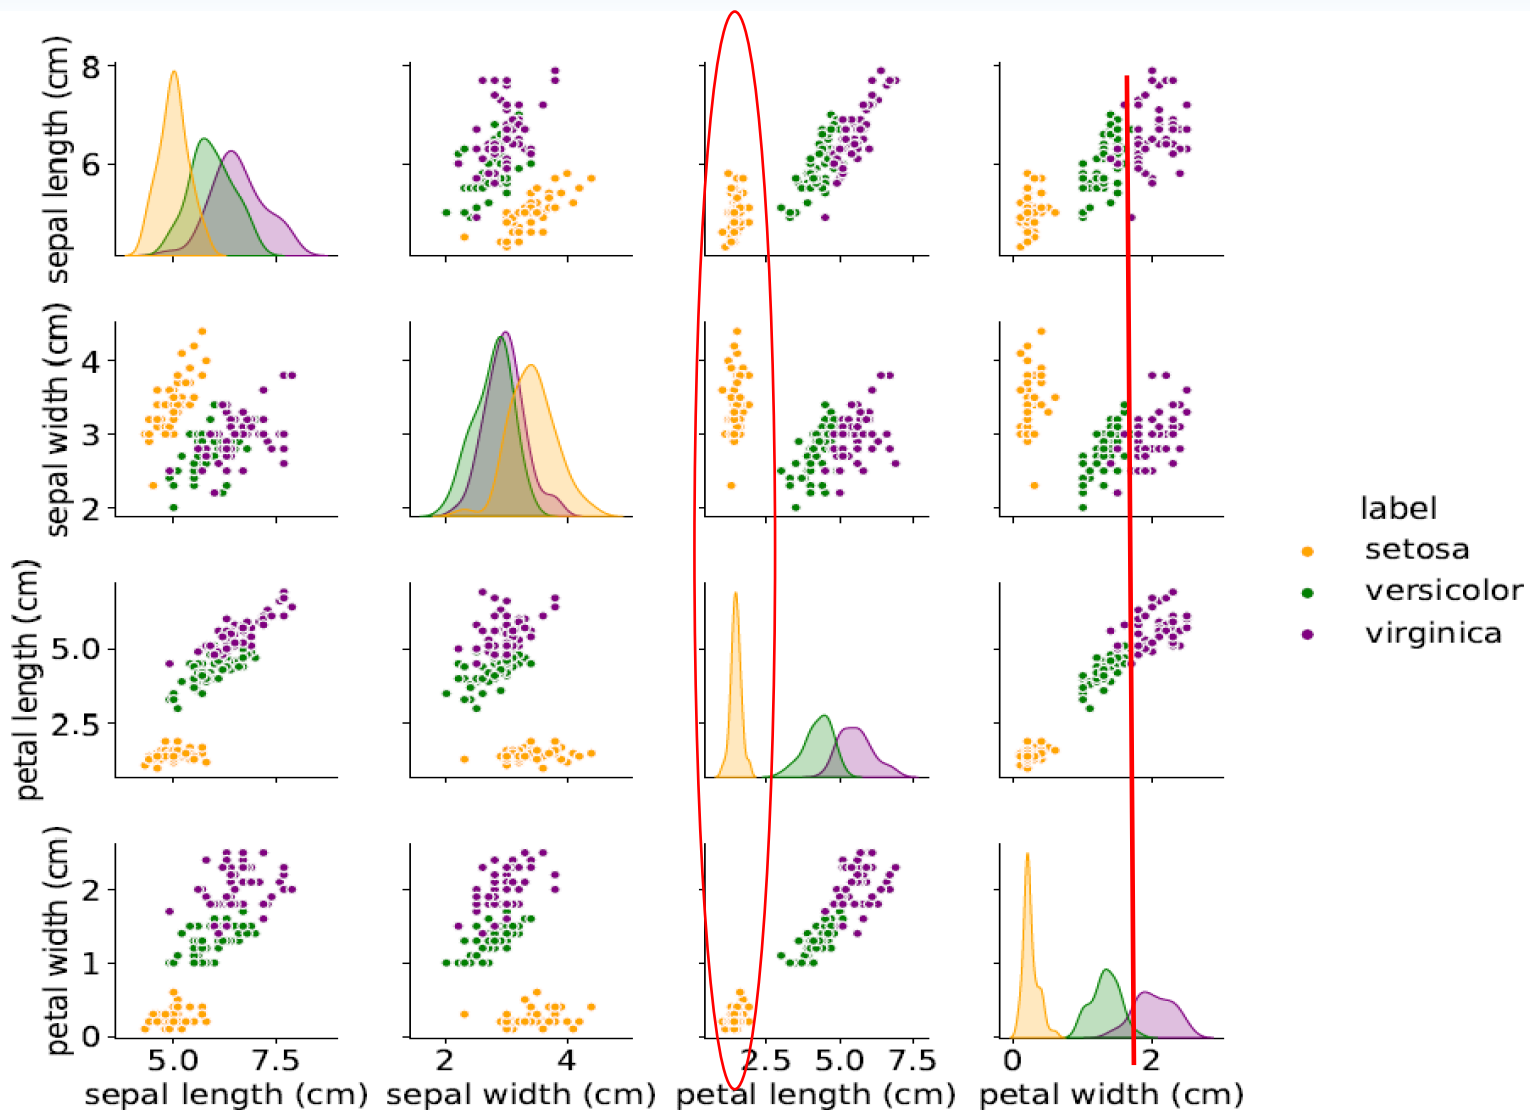 sepal length (cm)
8
6
sepal width (cm)
4
3
2
petal length (cm)
5.0
2.5
petal width (cm)
2
1
0
5.0 7.5
sepal length (cm)
2 4
sepal width (cm)
2.5 5.0 7.5
petal length (cm)
0 2
petal width (cm)
label
setosa
versicolor
virginica